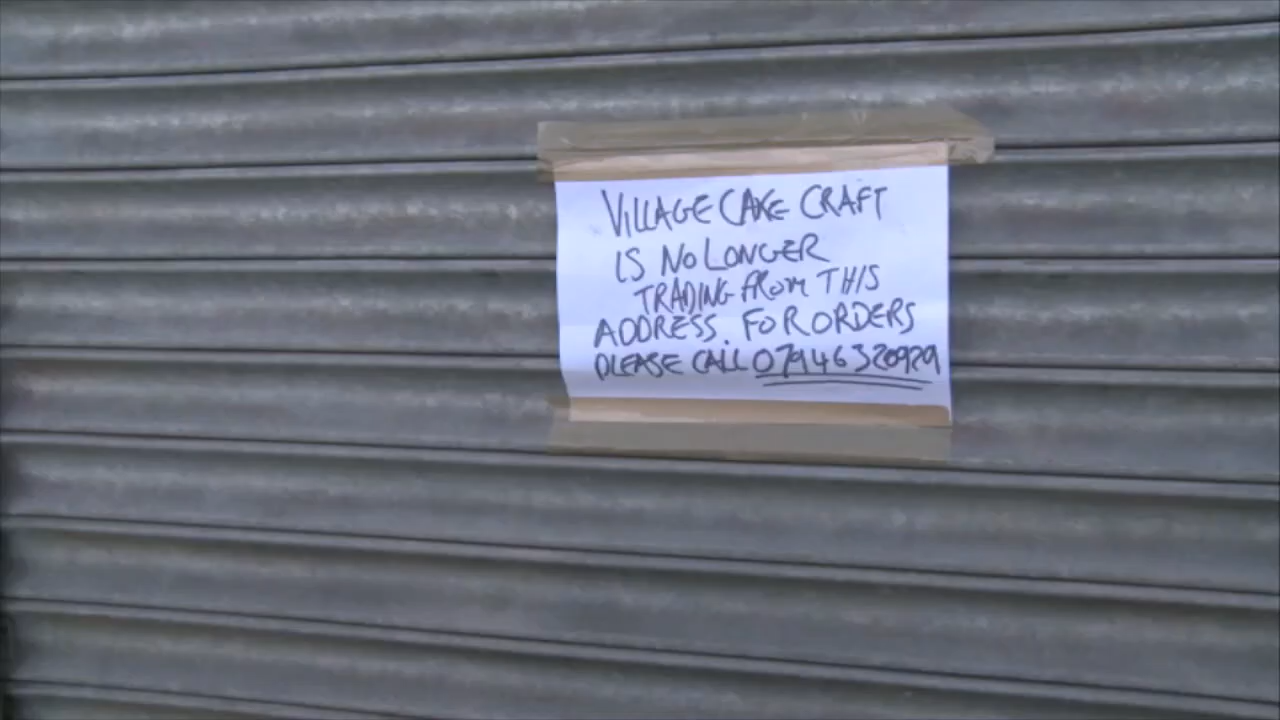 VILLAGE CAKE CRAFT
IS NO LONGER
TRADING FROM THIS
ADDRESS. FOR ORDERS
PLEASE CALL 07946320929